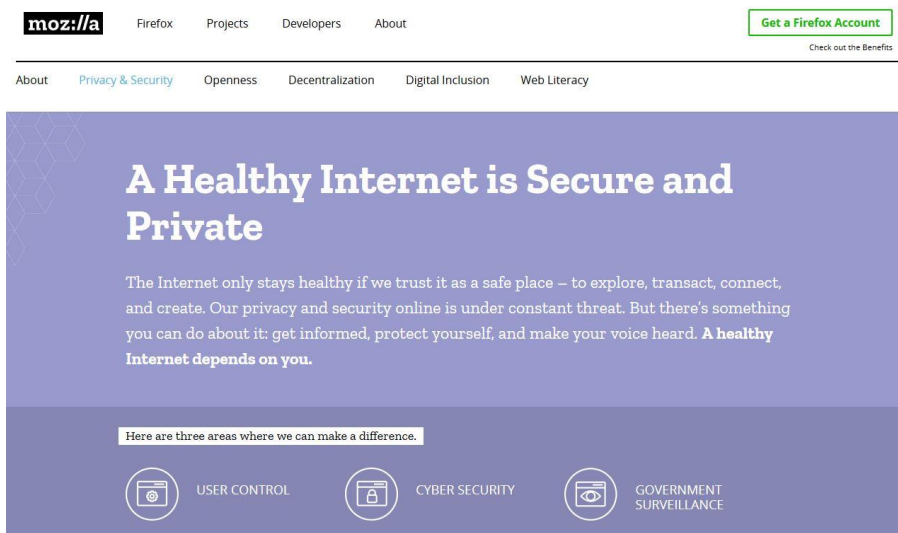 moz://a
Firefox Projects Developers About
Get a Firefox Account
Check out the Benefits
About Privacy & Security Openness Decentralization Digital Inclusion Web Literacy
A Healthy Internet is Secure and
Private
The Internet only stays healthy if we trust it as a safe place – to explore, transact, connect,
and create. Our privacy and security online is under constant threat. But there's something
you can do about it: get informed, protect yourself, and make your voice heard. A healthy
Internet depends on you.
Here are three areas where we can make a difference.
USER CONTROL
CYBER SECURITY
GOVERNMENT
SURVEILLANCE